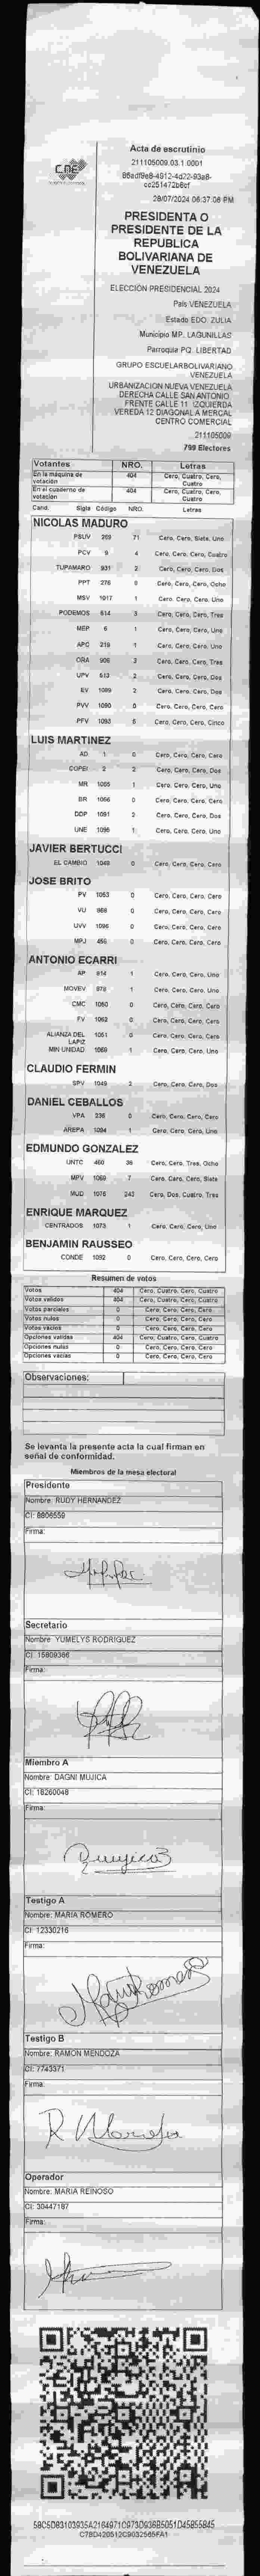 Acta de escrutinio
211105009.03.1.0001
CNE
cc251472b6cf
28/07/2024 06:37:06 PM
PRESIDENTA O
PRESIDENTE DE LA
REPUBLICA
BOLIVARIANA DE
VENEZUELA
ELECCIÓN PRESIDENCIAL 2024
País VENEZUELA
Estado EDO. ZULIA
Municipio MP. LAGUNILLAS
Parroquia PQ. LIBERTAD
GRUPO ESCUELARBOLIVARIANO
VENEZUELA
URBANIZACION NUEVA VENEZUELA
DERECHA CALLE SAN ANTONIO
FRENTE CALLE 11 IZQUIERDA
VEREDA 12 DIAGONAL A MERCAL
CENTRO COMERCIAL
211105009
799 Electores
Votantes NRO. Letras
En la máquina de votación 404 Cero, Cuatro, Cero, Cuatro
En el cuaderno de votación 404 Cero, Cuatro, Cero, Cuatro
Cand. Sigla Código NRO. Letras
NICOLAS MADURO
PSUV 269 71 Cero, Cero, Siete, Uno
PCV 9 4 Cero, Cero, Cero, Cuatro
TUPAMARO 931 2 Cero, Cero, Cero, Dos
PPT 276 8 Cero, Cero, Cero, Ocho
MSV 1017 1 Cero, Cero, Cero, Uno
PODEMOS 614 3 Cero, Cero, Cero, Tres
MEP 6 1 Cero, Cero, Cero, Uno
APC 219 1 Cero, Cero, Cero, Uno
ORA 906 3 Cero, Cero, Cero, Tres
UPV 513 2 Cero, Cero, Cero, Dos
EV 1089 2 Cero, Cero, Cero, Dos
PVV 1090 0 Cero, Cero, Cero, Cero
PFV 1093 5 Cero, Cero, Cero, Cinco
LUIS MARTINEZ
AD 1 0 Cero, Cero, Cero, Cero
COPEI 2 2 Cero, Cero, Cero, Dos
MR 1055 1 Cero, Cero, Cero, Uno
BR 1056 0 Cero, Cero, Cero, Cero
DDP 1091 2 Cero, Cero, Cero, Dos
UNE 1095 1 Cero, Cero, Cero, Uno
JAVIER BERTUCCI
EL CAMBIO 1048 0 Cero, Cero, Cero, Cero
JOSE BRITO
PV 1053 0 Cero, Cero, Cero, Cero
VU 868 0 Cero, Cero, Cero, Cero
UVV 1096 0 Cero, Cero, Cero, Cero
MPJ 455 0 Cero, Cero, Cero, Cero
ANTONIO ECARRI
AP 814 1 Cero, Cero, Cero, Uno
MOVEV 978 1 Cero, Cero, Cero, Uno
CMC 1050 0 Cero, Cero, Cero, Cero
FV 1062 0 Cero, Cero, Cero, Cero
ALIANZA DEL LAPIZ 1051 0 Cero, Cero, Cero, Cero
MIN UNIDAD 1069 1 Cero, Cero, Cero, Uno
CLAUDIO FERMIN
SPV 1049 2 Cero, Cero, Cero, Dos
DANIEL CEBALLOS
VPA 236 0 Cero, Cero, Cero, Cero
AREPA 1094 1 Cero, Cero, Cero, Uno
EDMUNDO GONZALEZ
UNTC 460 38 Cero, Cero, Tres, Ocho
MPV 1069 7 Cero, Cero, Cero, Siete
MUD 1076 243 Cero, Dos, Cuatro, Tres
ENRIQUE MARQUEZ
CENTRADOS 1073 1 Cero, Cero, Cero, Uno
BENJAMIN RAUSSEO
CONDE 1092 0 Cero, Cero, Cero, Cero
Resumen de votos
Votos 404 Cero, Cuatro, Cero, Cuatro
Votos válidos 404 Cero, Cuatro, Cero, Cuatro
Votos parciales 0 Cero, Cero, Cero, Cero
Votos nulos 0 Cero, Cero, Cero, Cero
Votos vacíos 0 Cero, Cero, Cero, Cero
Opciones válidas 404 Cero, Cuatro, Cero, Cuatro
Opciones nulas 0 Cero, Cero, Cero, Cero
Opciones vacías 0 Cero, Cero, Cero, Cero
Observaciones:
Se levanta la presente acta la cual firman en
señal de conformidad.
Miembros de la mesa electoral
Presidente
Nombre: RUDY HERNANDEZ
CI: 8806559
Firma:
Secretario
Nombre: YUMELYS RODRIGUEZ
CI: 15809366
Firma:
Miembro A
Nombre: DAGNI MUJICA
CI: 18260048
Firma:
Testigo A
Nombre: MARIA ROMERO
CI: 12330216
Firma:
Maria Romero
Testigo B
Nombre: RAMON MENDOZA
CI: 7743371
Firma:
Operador
Nombre: MARIA REINOSO
CI: 30447187
Firma: